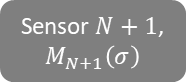 Sensor N + 1,
M_{N+1}(σ)